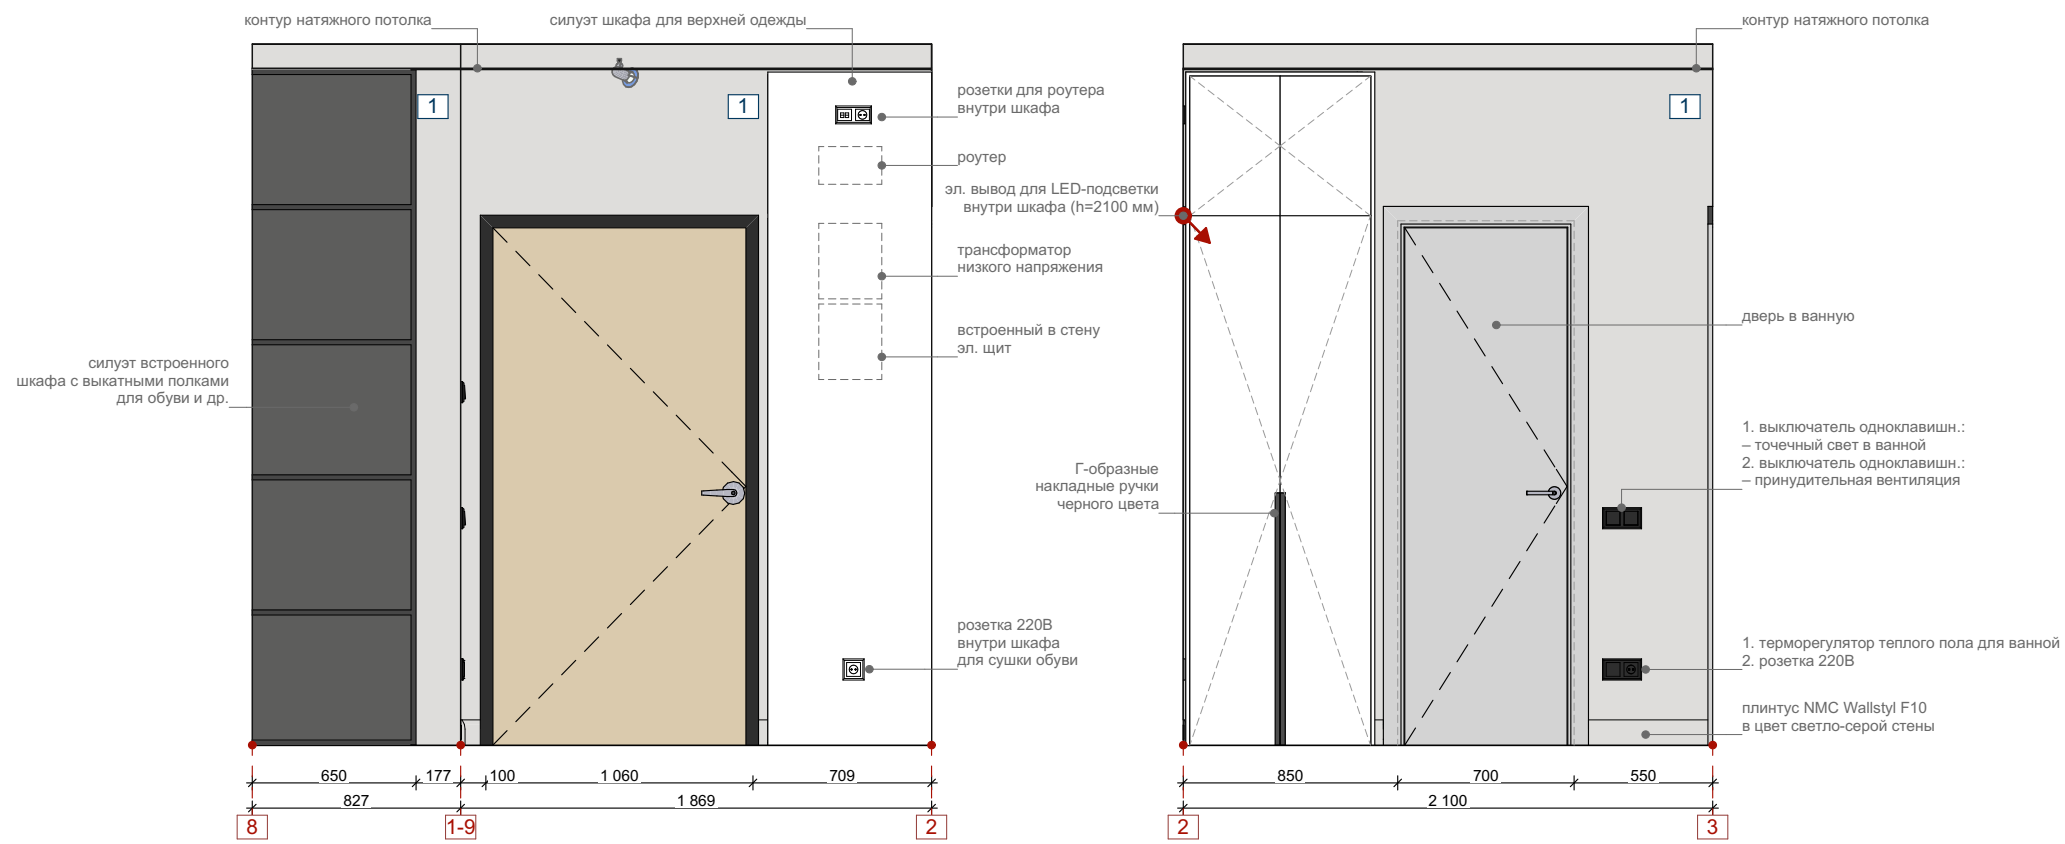 контур натяжного потолка
силуэт шкафа для верхней одежды
контур натяжного потолка
1
1
1
розетки для роутера
внутри шкафа
роутер
эл. вывод для LED-подсветки
внутри шкафа (h=2100 мм)
трансформатор
низкого напряжения
встроенный в стену
эл. щит
дверь в ванную
силуэт встроенного
шкафа с выкатными полками
для обуви и др.
1. выключатель одноклавишн.:
– точечный свет в ванной
2. выключатель одноклавишн.:
– принудительная вентиляция
Г-образные
накладные ручки
черного цвета
розетка 220В
внутри шкафа
для сушки обуви
1. терморегулятор теплого пола для ванной
2. розетка 220В
плинтус NMC Wallstyl F10
в цвет светло-серой стены
650 177 100 1 060 709
827 1 869
8 1-9 2
850 700 550
2 100
2 3